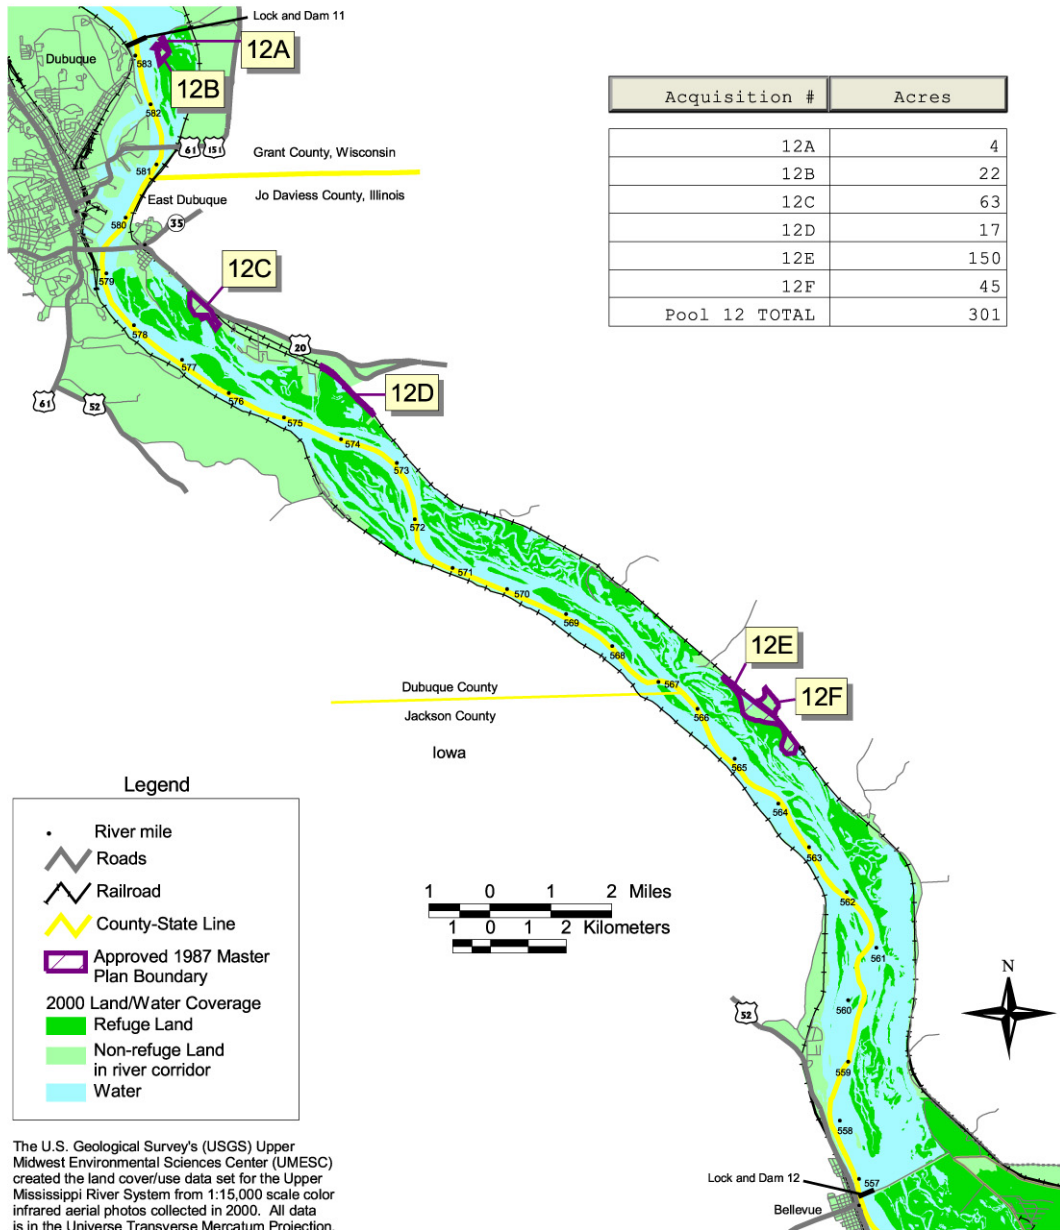 Lock and Dam 11
12A
Dubuque
583
12B
582
61
151
Grant County, Wisconsin
581
Jo Daviess County, Illinois
East Dubuque
580
35
12C
579
578
20
577
12D
576
61
52
575
574
573
572
571
570
569
568
12E
567
Dubuque County
12F
566
Jackson County
Iowa
565
564
563
562
561
560
52
559
558
Lock and Dam 12
557
Bellevue
Acquisition # Acres
12A 4
12B 22
12C 63
12D 17
12E 150
12F 45
Pool 12 TOTAL 301
Legend
River mile
Roads
Railroad
County-State Line
Approved 1987 Master
Plan Boundary
2000 Land/Water Coverage
Refuge Land
Non-refuge Land
in river corridor
Water
1 0 1 2 Miles
1 0 1 2 Kilometers
N
The U.S. Geological Survey's (USGS) Upper
Midwest Environmental Sciences Center (UMESC)
created the land cover/use data set for the Upper
Mississippi River System from 1:15,000 scale color
infrared aerial photos collected in 2000. All data
is in the Universe Transverse Mercatum Projection,